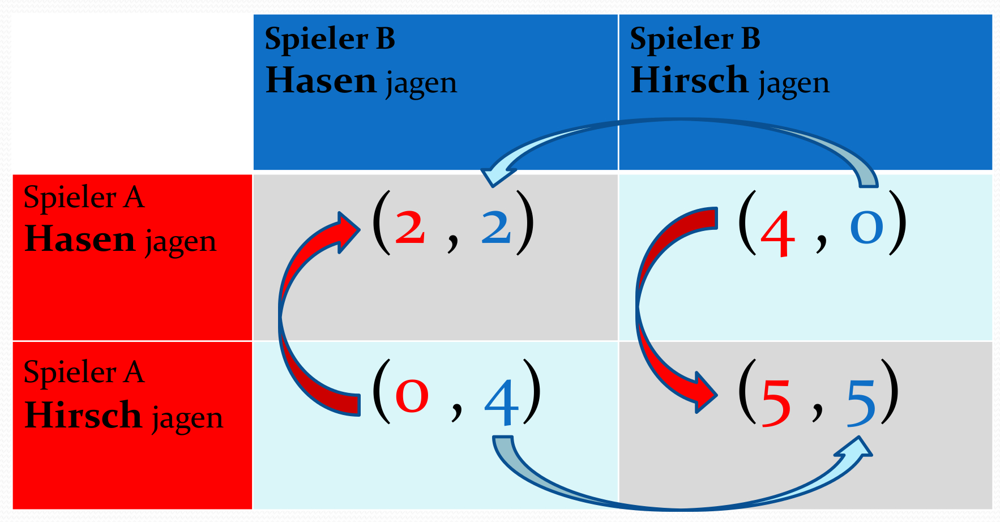 Spieler B
Hasen jagen
Spieler B
Hirsch jagen
Spieler A
Hasen jagen
(2 , 2)
(4 , 0)
Spieler A
Hirsch jagen
(0 , 4)
(5 , 5)